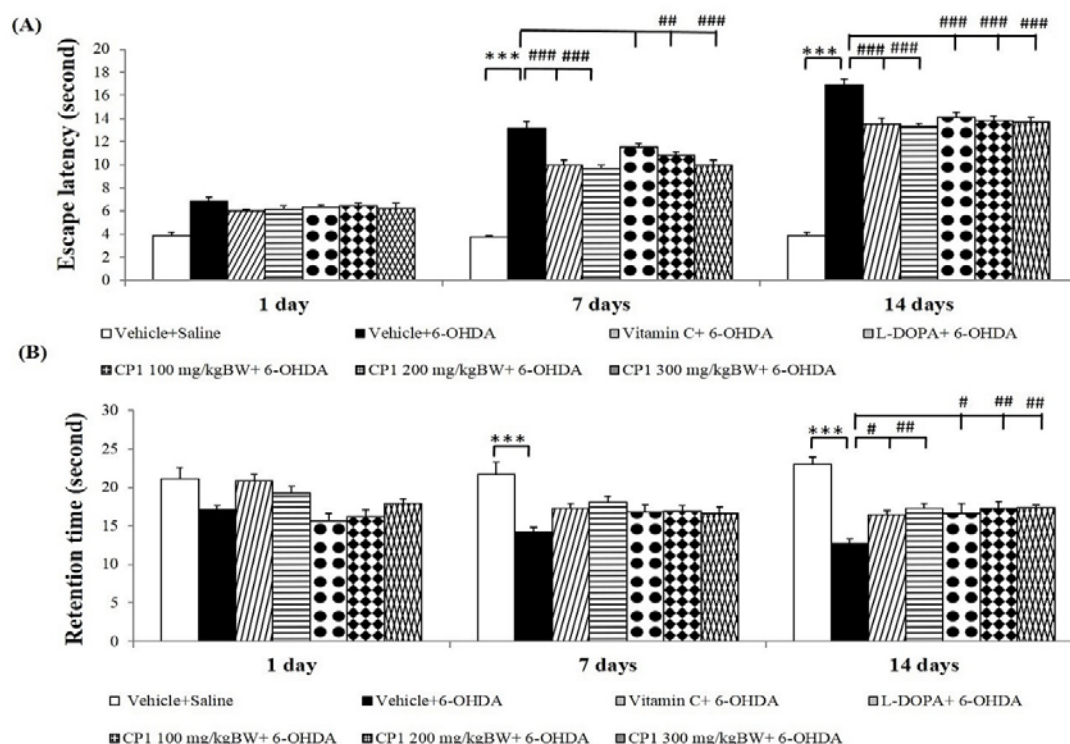 (A)
Escape latency (second)
20
18
16
14
12
10
8
6
4
2
0
*** ### ### ## ###
*** ### ### ### ### ###
1 day 7 days 14 days
Vehicle+Saline Vehicle+6-OHDA Vitamin C+ 6-OHDA L-DOPA+ 6-OHDA
CP1 100 mg/kgBW+ 6-OHDA CP1 200 mg/kgBW+ 6-OHDA CP1 300 mg/kgBW+ 6-OHDA
(B)
Retention time (second)
30
25
20
15
10
5
0
***
*** # ## # ## ##
1 day 7 days 14 days
Vehicle+Saline Vehicle+6-OHDA Vitamin C+ 6-OHDA L-DOPA+ 6-OHDA
CP1 100 mg/kgBW+ 6-OHDA CP1 200 mg/kgBW+ 6-OHDA CP1 300 mg/kgBW+ 6-OHDA